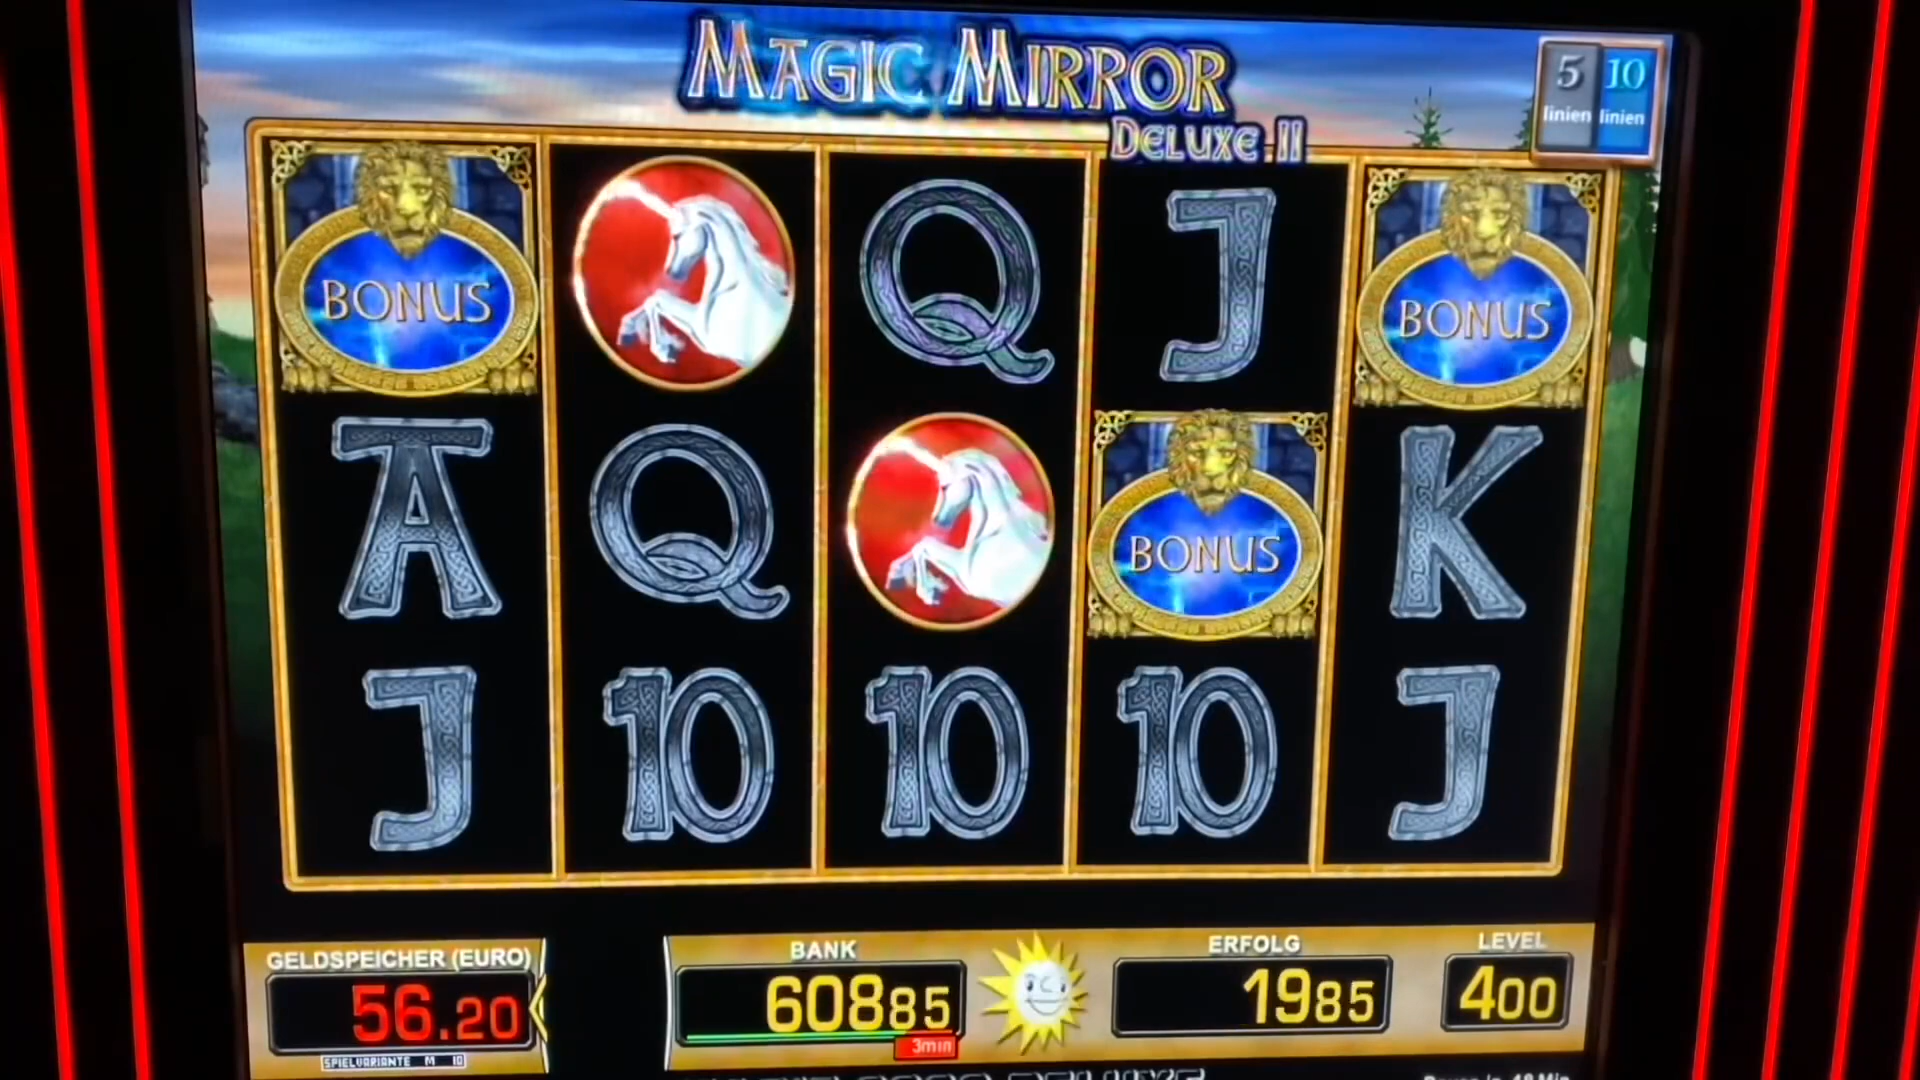 MAGIC MIRROR
DELUXE II
5 10
linien linien
BONUS Q J BONUS
A Q BONUS K
J 10 10 10 J
GELDSPEICHER (EURO) BANK ERFOLG LEVEL
56.20 60885 1985 400
3min
SPIELVARIANTE M 10